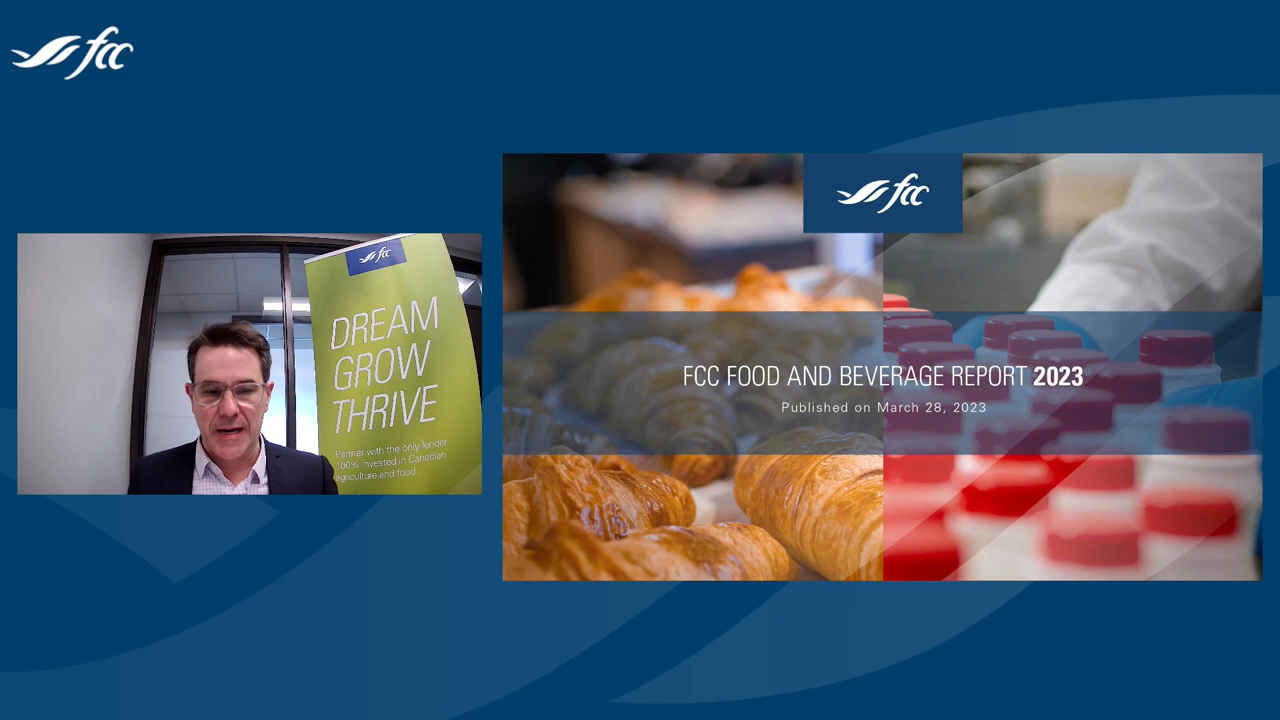 fcc
fcc
DREAM
GROW
THRIVE
Partner with the only lender
100% invested in Canadian
agriculture and food
fcc
FCC FOOD AND BEVERAGE REPORT 2023
Published on March 28, 2023